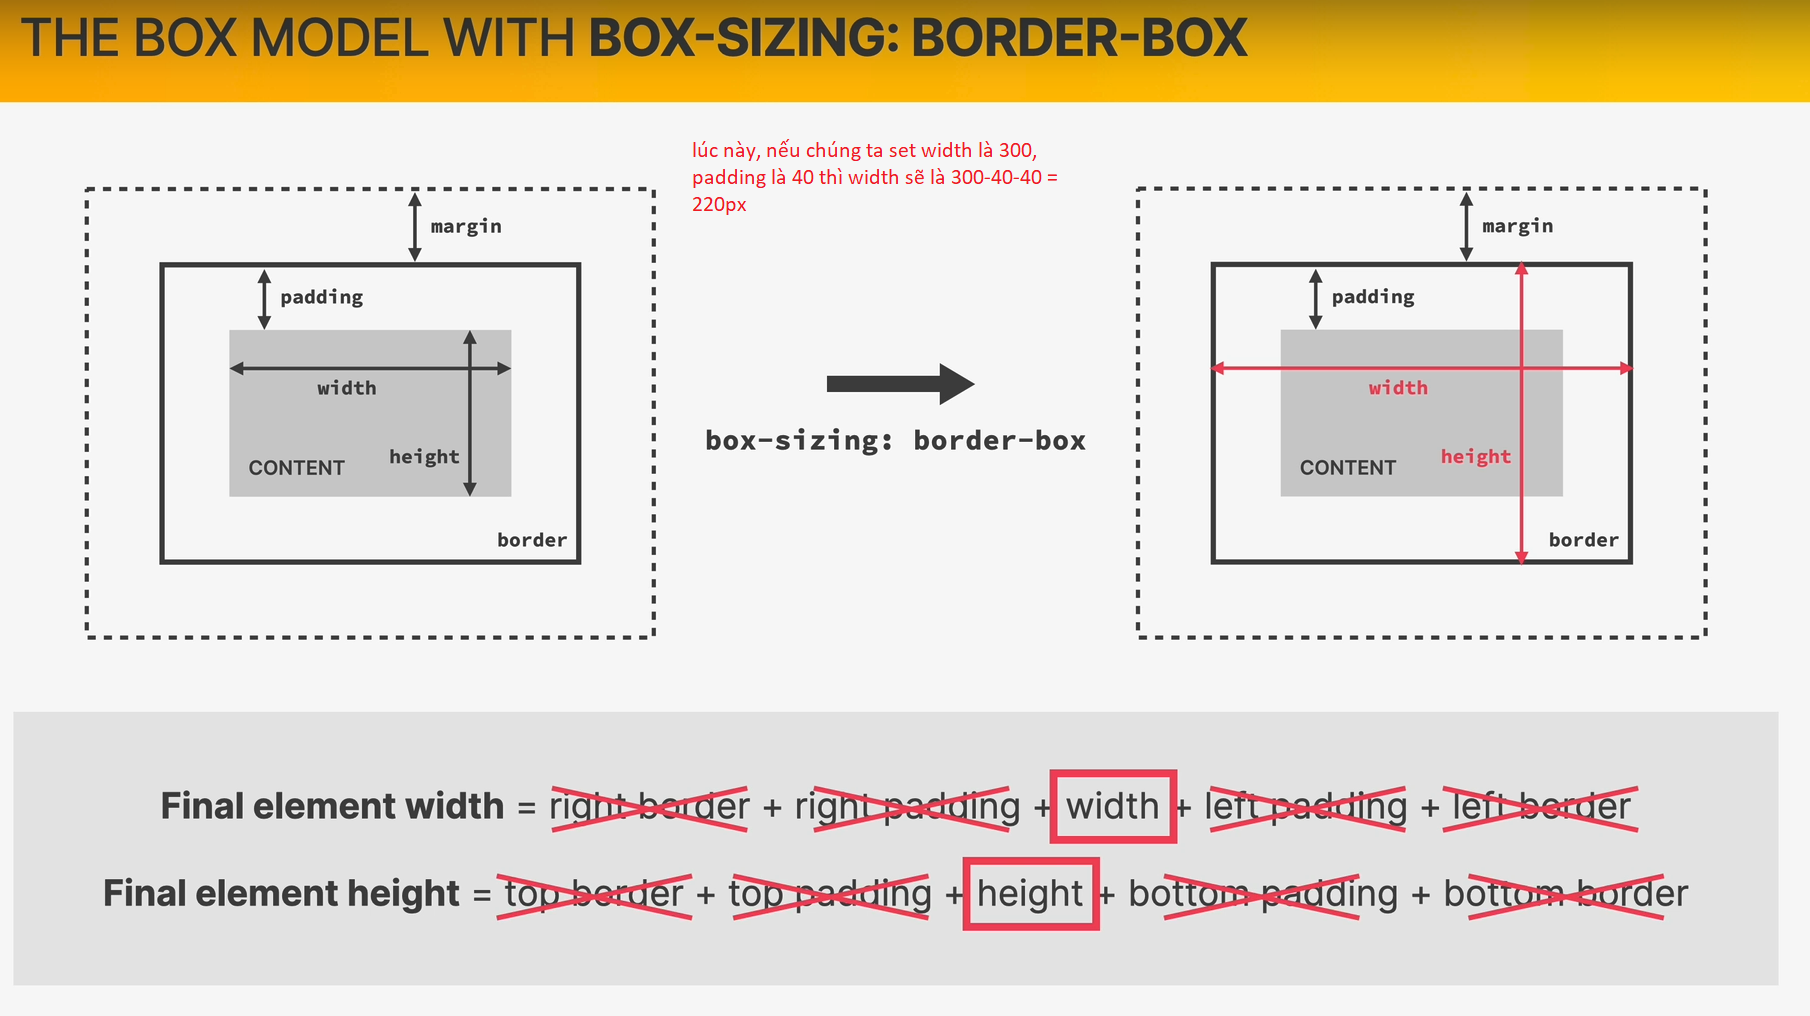 THE BOX MODEL WITH BOX-SIZING: BORDER-BOX
lúc này, nếu chúng ta set width là 300,
padding là 40 thì width sẽ là 300-40-40 =
220px
margin
padding
width
height
CONTENT
border
box-sizing: border-box
margin
padding
width
height
CONTENT
border
Final element width = right border + right padding + width + left padding + left border
Final element height = top border + top padding + height + bottom padding + bottom border